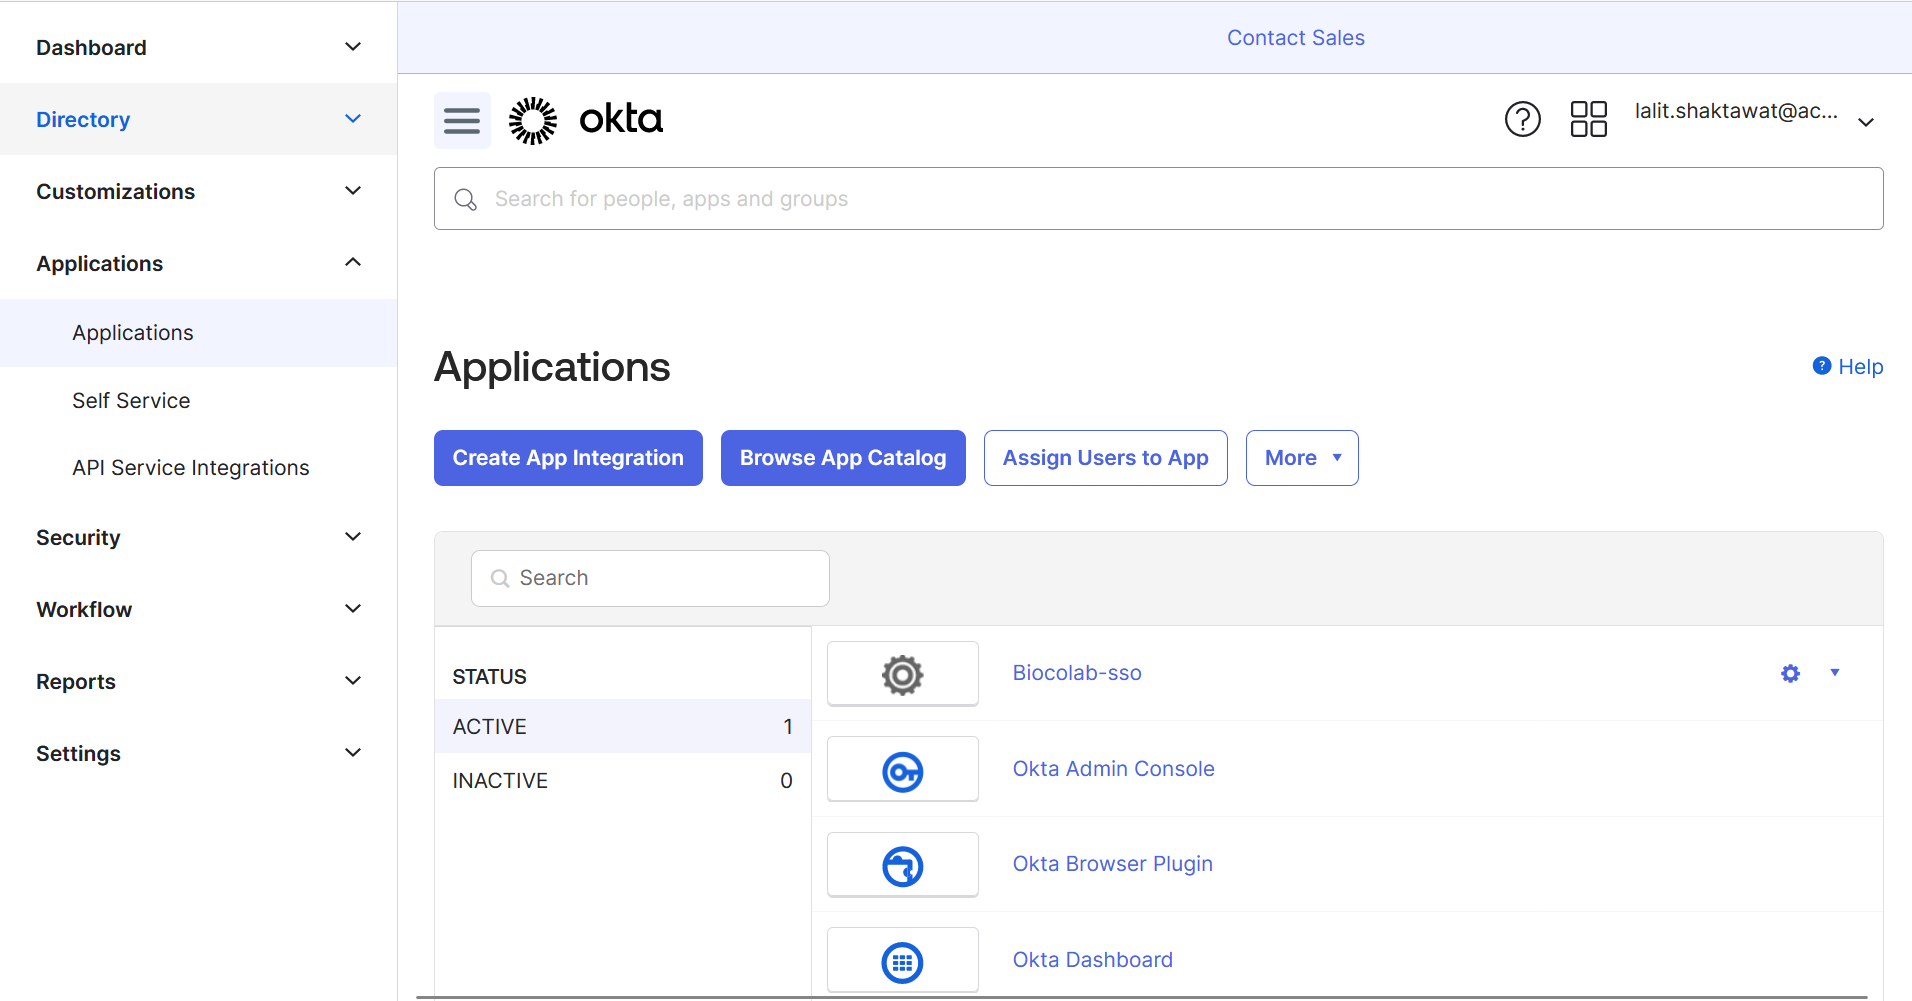 Dashboard
Directory
Customizations
Applications
Applications
Self Service
API Service Integrations
Security
Workflow
Reports
Settings
Contact Sales
okta
lalit.shaktawat@ac...
Search for people, apps and groups
Applications
Help
Create App Integration
Browse App Catalog
Assign Users to App
More
Search
STATUS
ACTIVE 1
INACTIVE 0
Biocolab-sso
Okta Admin Console
Okta Browser Plugin
Okta Dashboard